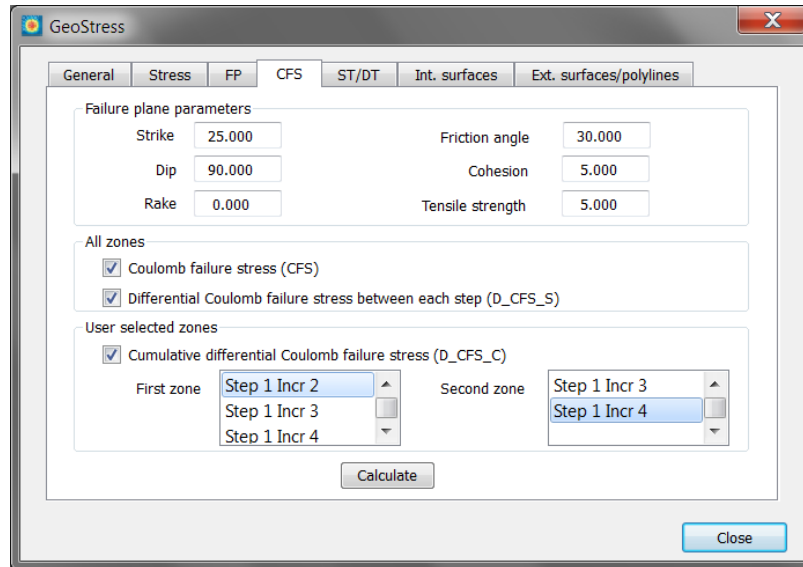 GeoStress
General Stress FP CFS ST/DT Int. surfaces Ext. surfaces/polylines
Failure plane parameters
Strike 25.000 Friction angle 30.000
Dip 90.000 Cohesion 5.000
Rake 0.000 Tensile strength 5.000
All zones
Coulomb failure stress (CFS)
Differential Coulomb failure stress between each step (D_CFS_S)
User selected zones
Cumulative differential Coulomb failure stress (D_CFS_C)
First zone Step 1 Incr 2 Second zone Step 1 Incr 3
Step 1 Incr 3 Step 1 Incr 4
Step 1 Incr 4
Calculate
Close